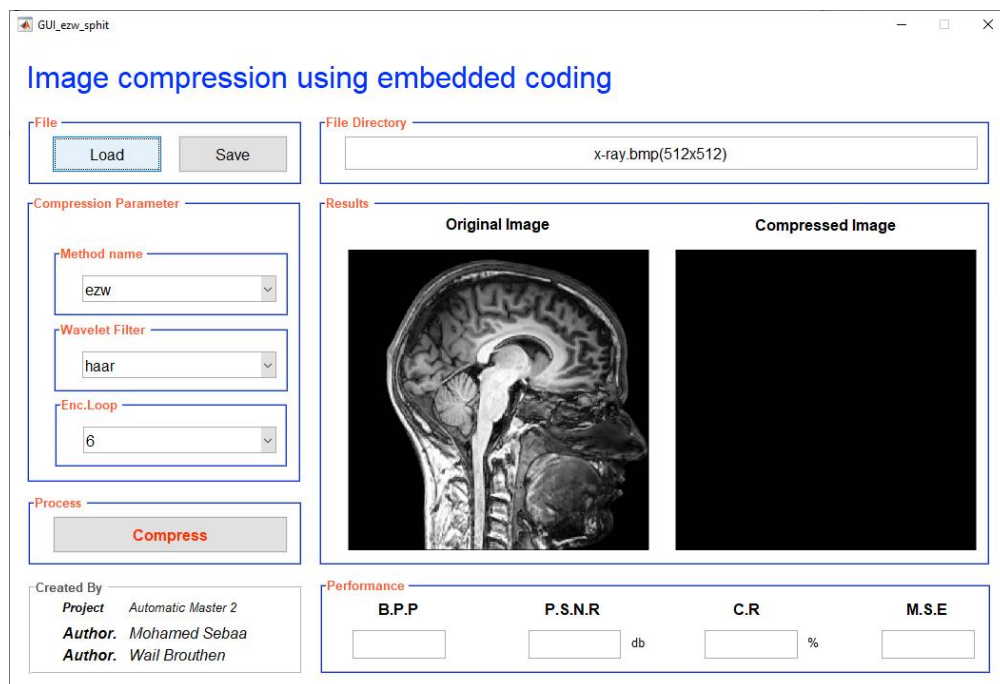 GUI_ezw_sphit
Image compression using embedded coding
File
Load
Save
File Directory
x-ray.bmp(512x512)
Compression Parameter
Method name
ezw
Wavelet Filter
haar
Enc.Loop
6
Process
Compress
Results
Original Image
Compressed Image
Created By
Project Automatic Master 2
Author. Mohamed Sebaa
Author. Wail Brouthen
Performance
B.P.P
P.S.N.R
C.R
M.S.E
db
%